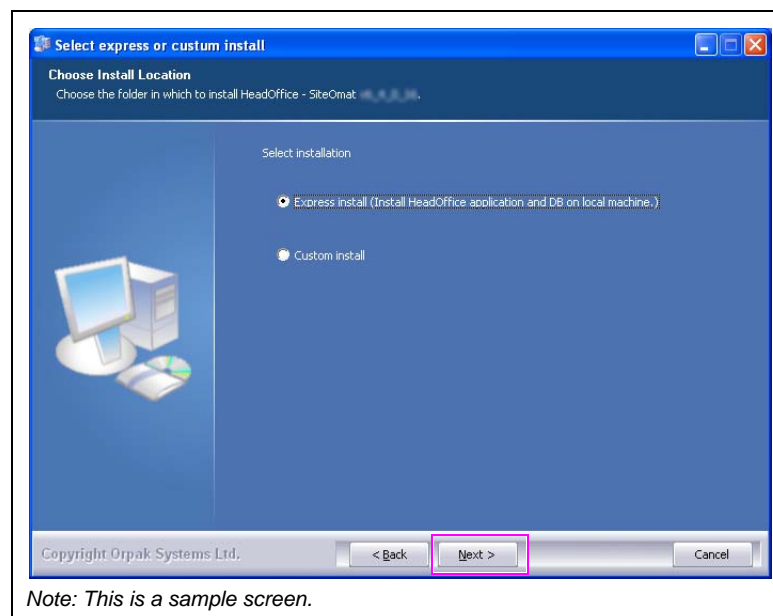 Select express or custum install
Choose Install Location
Choose the folder in which to install HeadOffice - SiteOmat .
Select installation
Express install (Install HeadOffice application and DB on local machine.)
Custom install
Copyright Orpak Systems Ltd.
< Back
Next >
Cancel
Note: This is a sample screen.